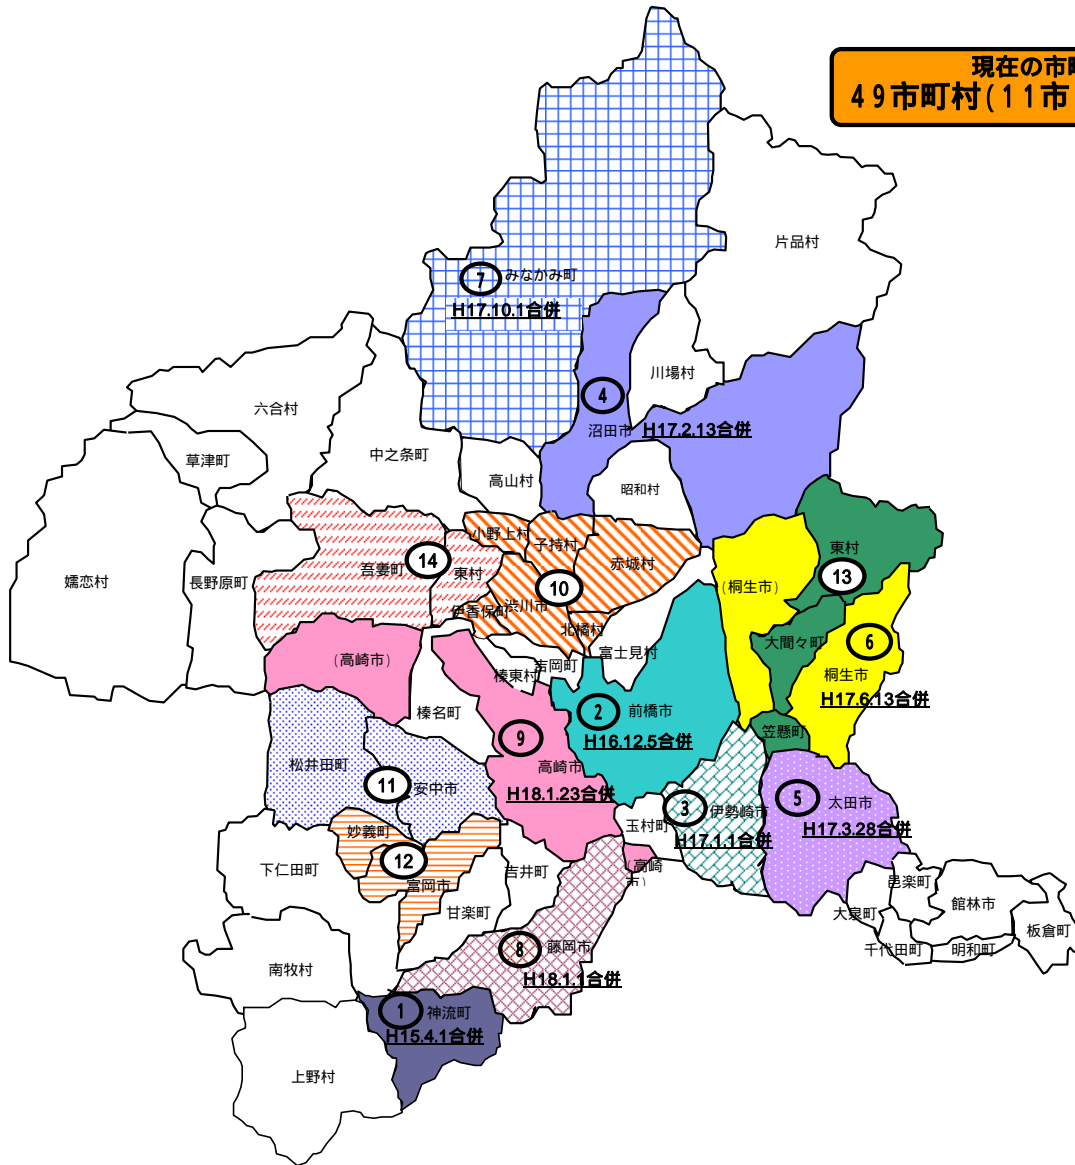 現在の市町
49市町村(11市
片品村
7
みなかみ町
H17.10.1合併
川場村
4
沼田市
H17.2.13合併
六合村
中之条町
草津町
高山村
昭和村
嬬恋村
長野原町
小野上村
子持村
赤城村
14
吾妻町
東村
10
伊香保町
渋川市
北橘村
東村
13
(桐生市)
大間々町
6
桐生市
H17.6.13合併
笠懸町
(高崎市)
榛東村
吉岡町
富士見村
榛名町
2
前橋市
H16.12.5合併
9
高崎市
H18.1.23合併
松井田町
11
安中市
玉村町
3
伊勢崎市
H17.1.1合併
5
太田市
H17.3.28合併
妙義町
12
富岡市
下仁田町
吉井町
甘楽町
(高崎
市)
邑楽町
大泉町
館林市
板倉町
千代田町
明和町
南牧村
8
藤岡市
H18.1.1合併
1
神流町
H15.4.1合併
上野村